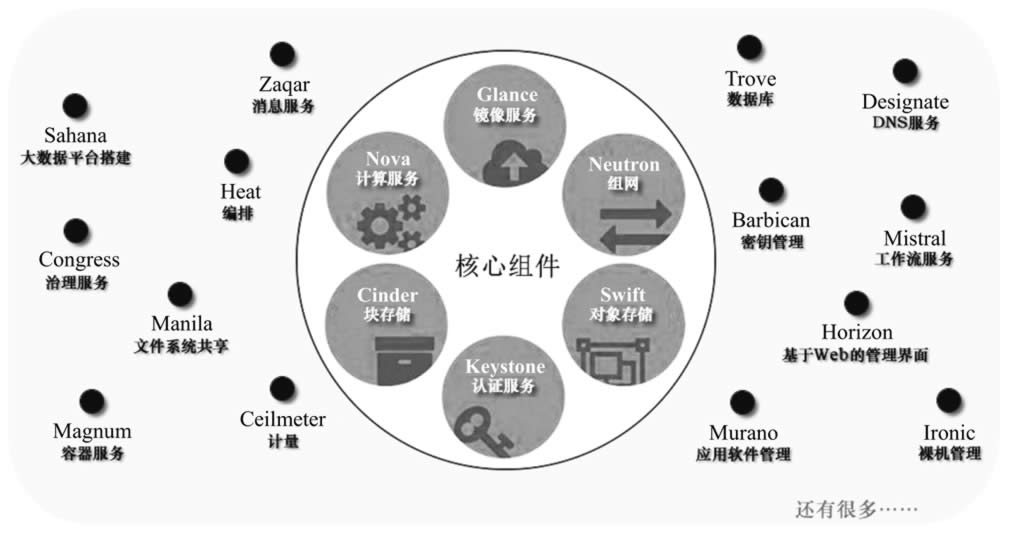 Zaqar
消息服务
Sahana
大数据平台搭建
Heat
编排
Congress
治理服务
Manila
文件系统共享
Magnum
容器服务
Ceilmeter
计量
Glance
镜像服务
Nova
计算服务
Neutron
组网
核心组件
Cinder
块存储
Swift
对象存储
Keystone
认证服务
Trove
数据库
Designate
DNS服务
Barbican
密钥管理
Mistral
工作流服务
Horizon
基于Web的管理界面
Murano
应用软件管理
Ironic
裸机管理
还有很多……